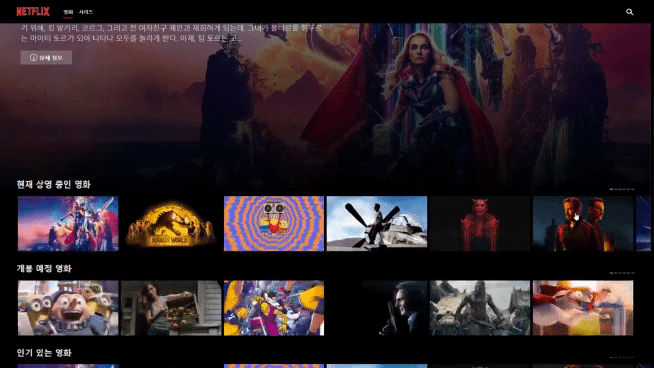 NETFLIX
영화 시리즈
기 위해, 킹 발키리, 코르그, 그리고 전 여자친구 제인과 재회하게 되는데, 그녀가 묠니르를 휘두르
는 마이티 토르가 되어 나타나 모두를 놀라게 한다. 이제, 팀 토르는 고...
상세 정보
현재 상영 중인 영화
JURASSIC WORLD
개봉 예정 영화
인기 있는 영화